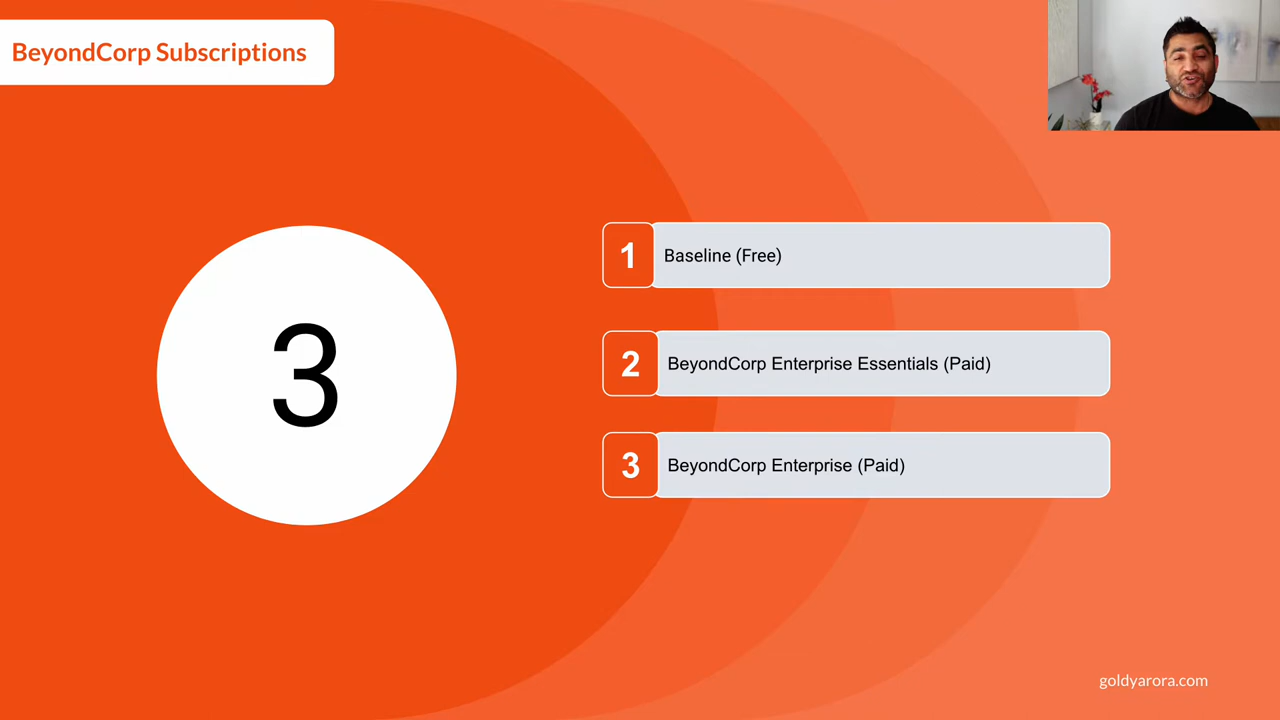 BeyondCorp Subscriptions
3
1 Baseline (Free)
2 BeyondCorp Enterprise Essentials (Paid)
3 BeyondCorp Enterprise (Paid)
goldyarora.com